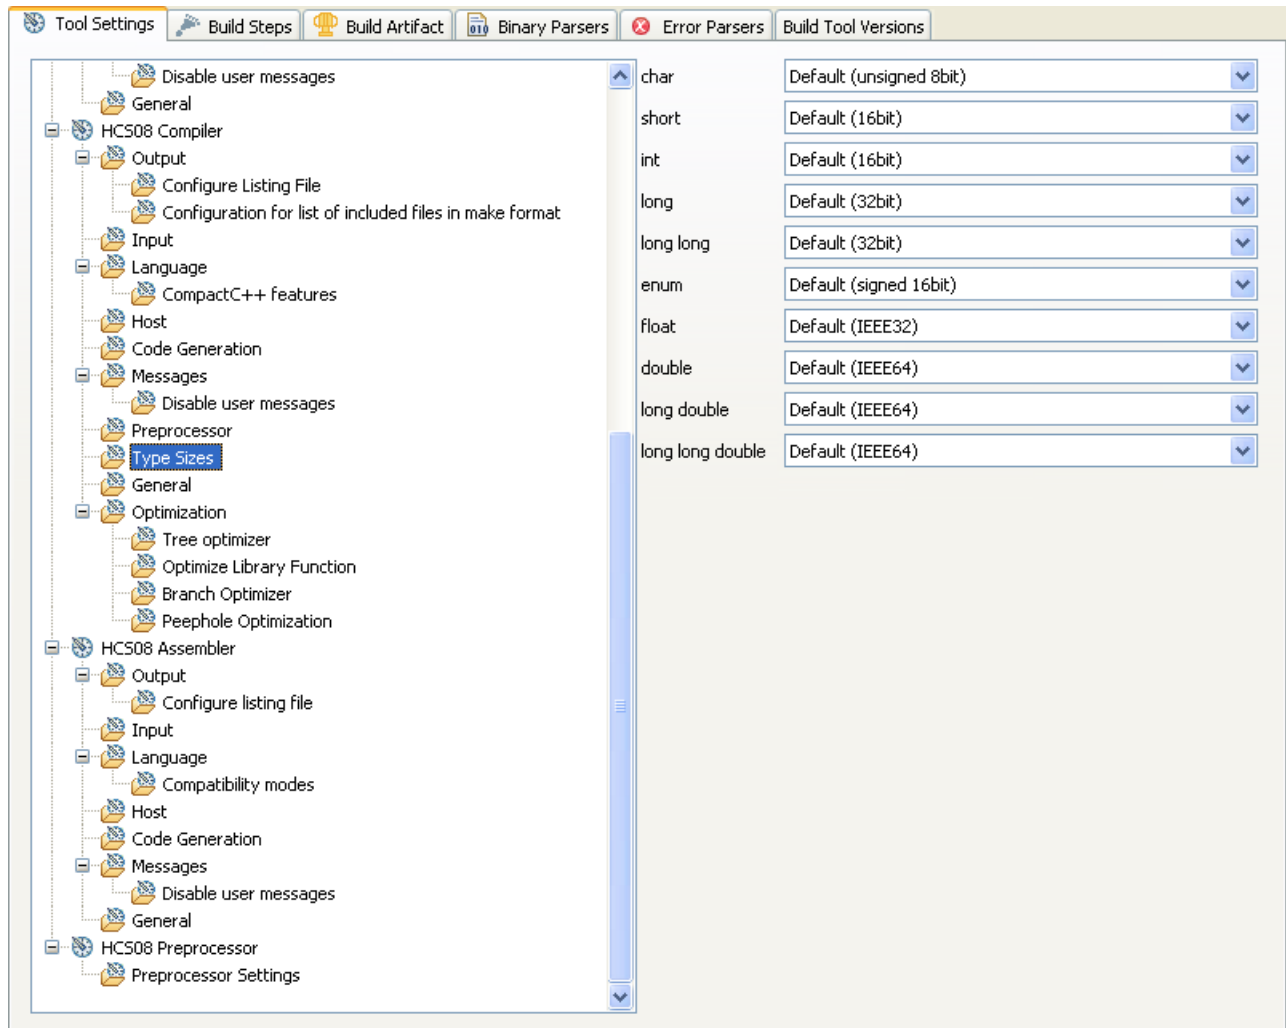 Tool Settings
Build Steps
Build Artifact
Binary Parsers
Error Parsers
Build Tool Versions
Disable user messages
General
HCS08 Compiler
Output
Configure Listing File
Configuration for list of included files in make format
Input
Language
CompactC++ features
Host
Code Generation
Messages
Disable user messages
Preprocessor
Type Sizes
General
Optimization
Tree optimizer
Optimize Library Function
Branch Optimizer
Peephole Optimization
HCS08 Assembler
Output
Configure listing file
Input
Language
Compatibility modes
Host
Code Generation
Messages
Disable user messages
General
HCS08 Preprocessor
Preprocessor Settings
char Default (unsigned 8bit)
short Default (16bit)
int Default (16bit)
long Default (32bit)
long long Default (32bit)
enum Default (signed 16bit)
float Default (IEEE32)
double Default (IEEE64)
long double Default (IEEE64)
long long double Default (IEEE64)